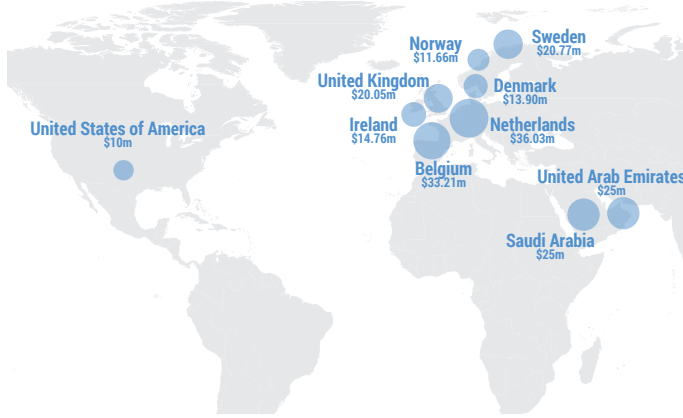 Sweden
$20.77m
Norway
$11.66m
United Kingdom
$20.05m
Denmark
$13.90m
United States of America
$10m
Ireland
$14.76m
Netherlands
$36.03m
Belgium
$33.21m
United Arab Emirates
$25m
Saudi Arabia
$25m